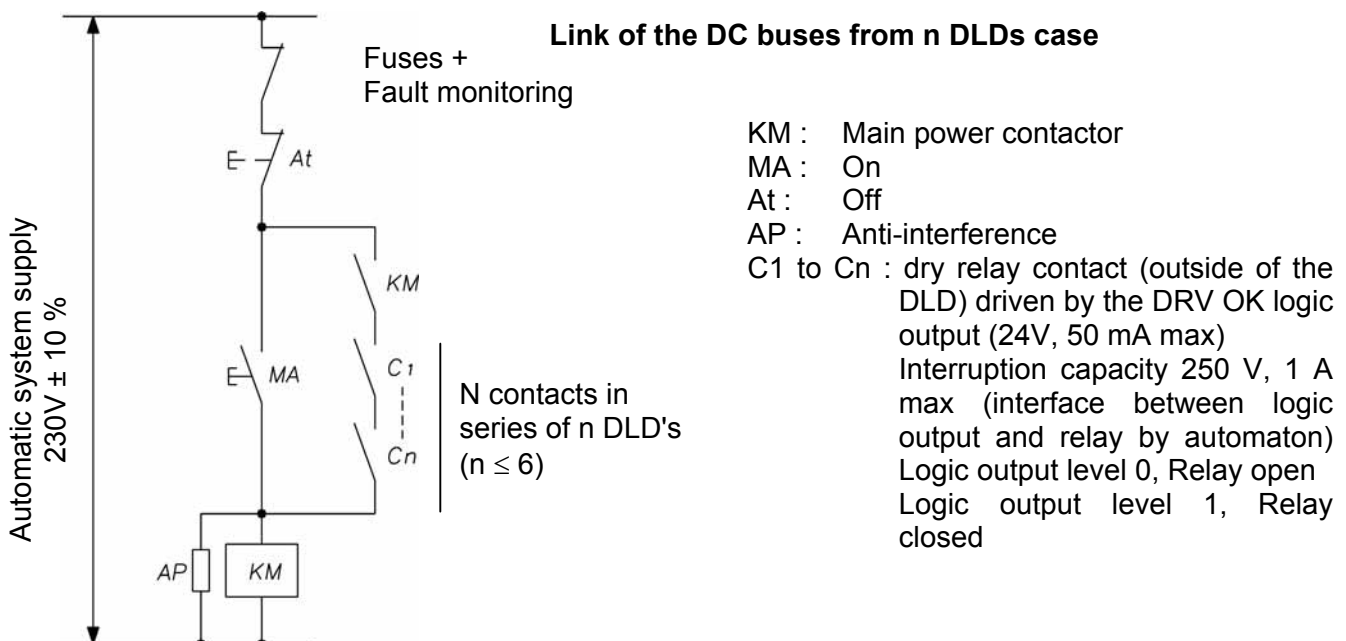 Link of the DC buses from n DLDs case
Fuses +
Fault monitoring
At
KM
MA
C1
Cn
N contacts in
series of n DLD's
(n ≤ 6)
AP
KM
Automatic system supply
230V ± 10 %
KM : Main power contactor
MA : On
At : Off
AP : Anti-interference
C1 to Cn : dry relay contact (outside of the
DLD) driven by the DRV OK logic
output (24V, 50 mA max)
Interruption capacity 250 V, 1 A
max (interface between logic
output and relay by automaton)
Logic output level 0, Relay open
Logic output level 1, Relay
closed